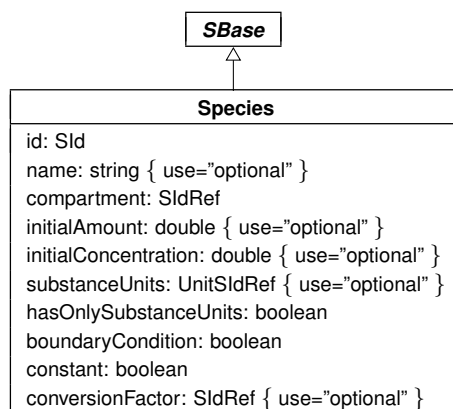 SBase
Species
id: SId
name: string { use=”optional” }
compartment: SIdRef
initialAmount: double { use=”optional” }
initialConcentration: double { use=”optional” }
substanceUnits: UnitSIdRef { use=”optional” }
hasOnlySubstanceUnits: boolean
boundaryCondition: boolean
constant: boolean
conversionFactor: SIdRef { use=”optional” }